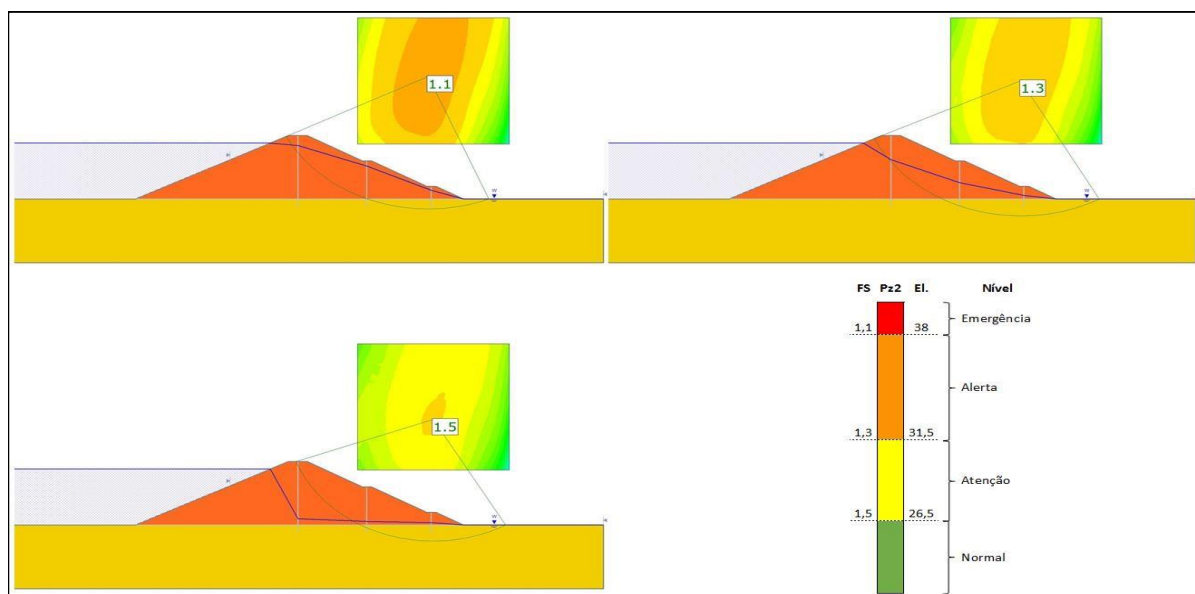 1.1
1.3
1.5
W
W
W
FS Pz2 El. Nível
Emergência
1,1 38
Alerta
1,3 31,5
Atenção
1,5 26,5
Normal